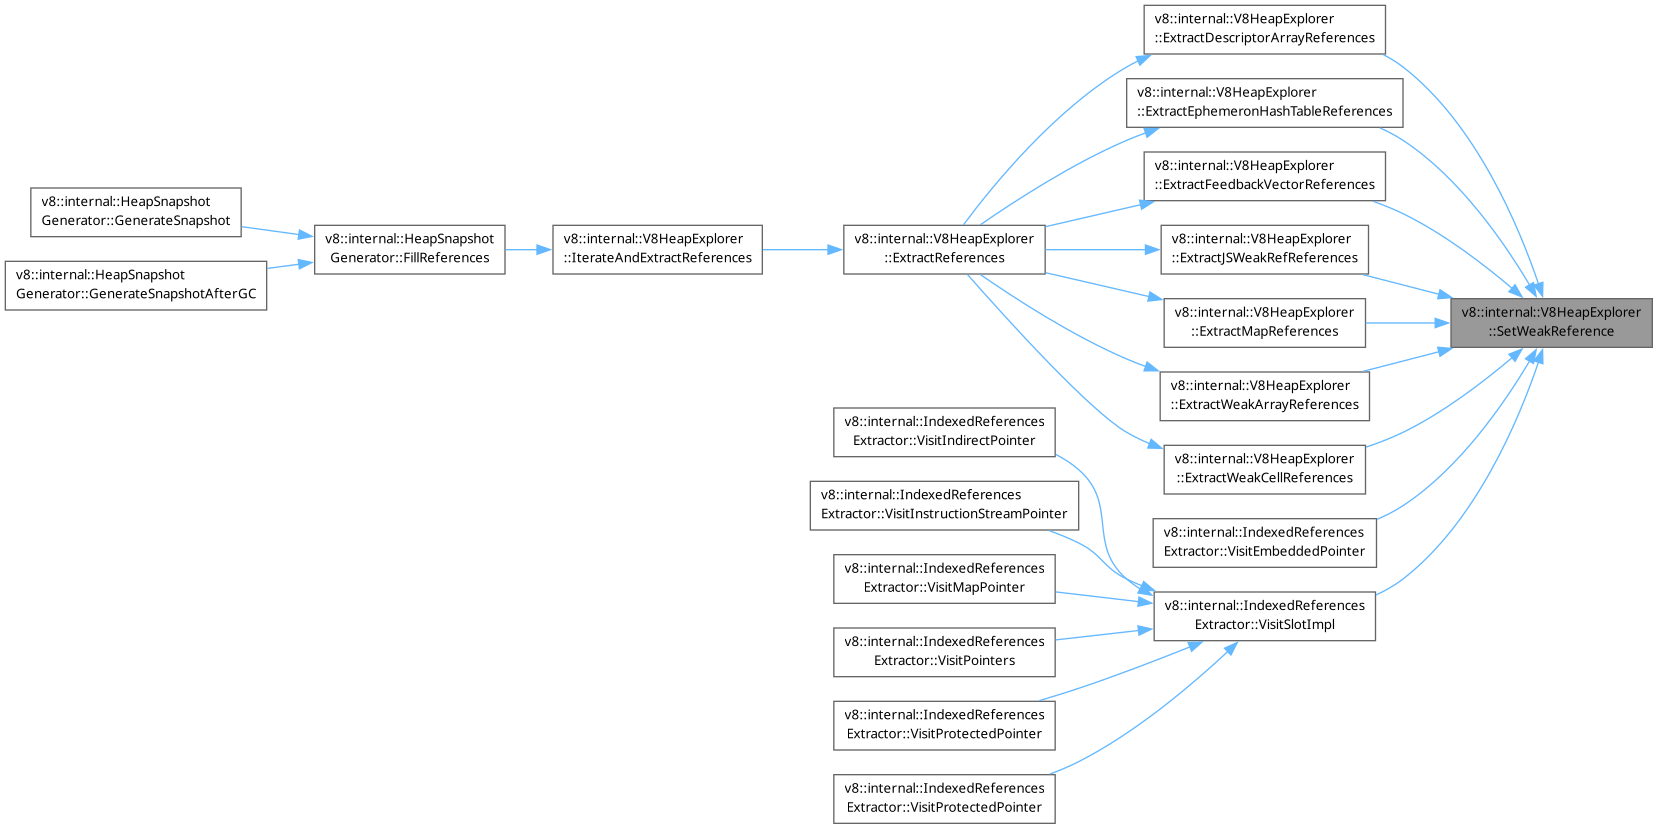 v8::internal::V8HeapExplorer
::ExtractDescriptorArrayReferences
v8::internal::V8HeapExplorer
::ExtractEphemeronHashTableReferences
v8::internal::V8HeapExplorer
::ExtractFeedbackVectorReferences
v8::internal::HeapSnapshot
Generator::GenerateSnapshot
v8::internal::HeapSnapshot
Generator::GenerateSnapshotAfterGC
v8::internal::HeapSnapshot
Generator::FillReferences
v8::internal::V8HeapExplorer
::IterateAndExtractReferences
v8::internal::V8HeapExplorer
::ExtractReferences
v8::internal::V8HeapExplorer
::ExtractJSWeakRefReferences
v8::internal::V8HeapExplorer
::ExtractMapReferences
v8::internal::V8HeapExplorer
::SetWeakReference
v8::internal::V8HeapExplorer
::ExtractWeakArrayReferences
v8::internal::V8HeapExplorer
::ExtractWeakCellReferences
v8::internal::IndexedReferences
Extractor::VisitIndirectPointer
v8::internal::IndexedReferences
Extractor::VisitInstructionStreamPointer
v8::internal::IndexedReferences
Extractor::VisitEmbeddedPointer
v8::internal::IndexedReferences
Extractor::VisitMapPointer
v8::internal::IndexedReferences
Extractor::VisitSlotImpl
v8::internal::IndexedReferences
Extractor::VisitPointers
v8::internal::IndexedReferences
Extractor::VisitProtectedPointer
v8::internal::IndexedReferences
Extractor::VisitProtectedPointer